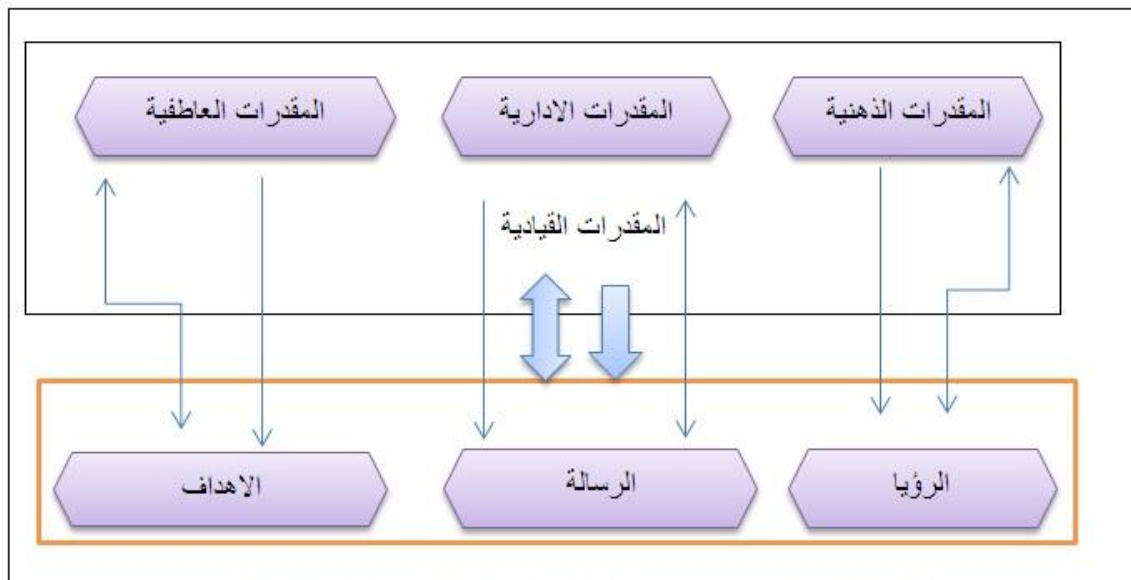 المقدرات الذهنية
المقدرات الادارية
المقدرات العاطفية
المقدرات القيادية
الرؤيا
الرسالة
الاهداف